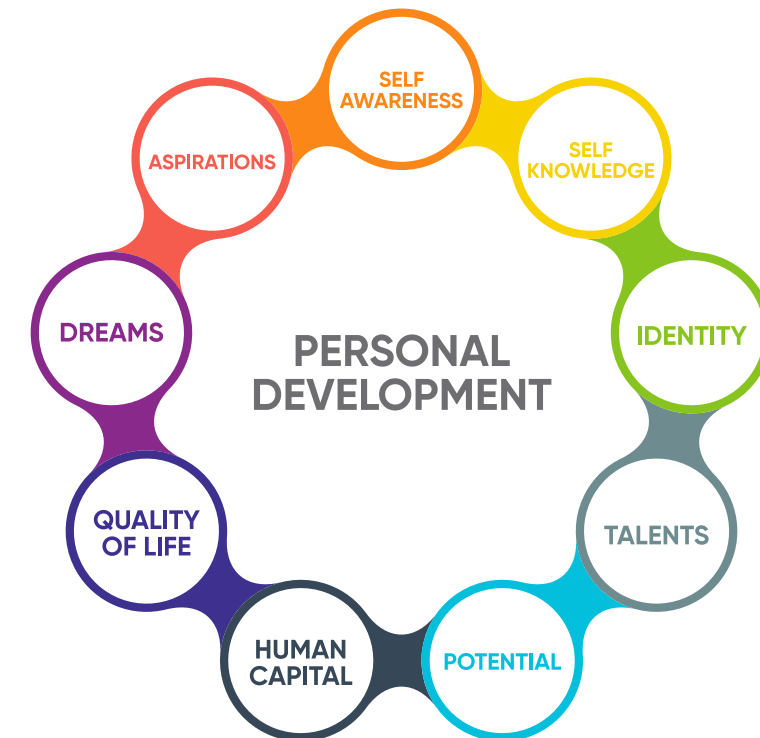 SELF
AWARENESS
SELF
KNOWLEDGE
IDENTITY
TALENTS
POTENTIAL
HUMAN
CAPITAL
QUALITY
OF LIFE
DREAMS
ASPIRATIONS
PERSONAL
DEVELOPMENT